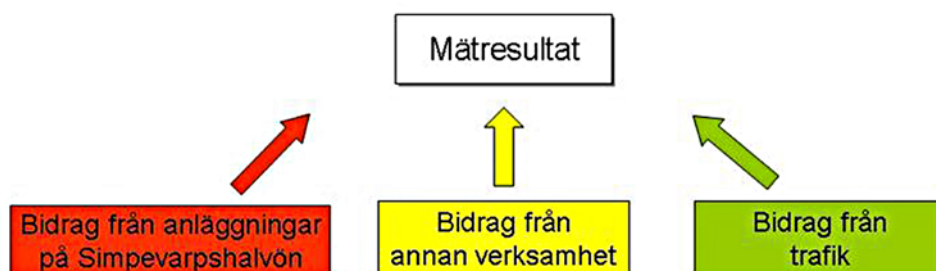 Mätresultat
Bidrag från anläggningar
på Simpevarpshalvön
Bidrag från
annan verksamhet
Bidrag från
trafik